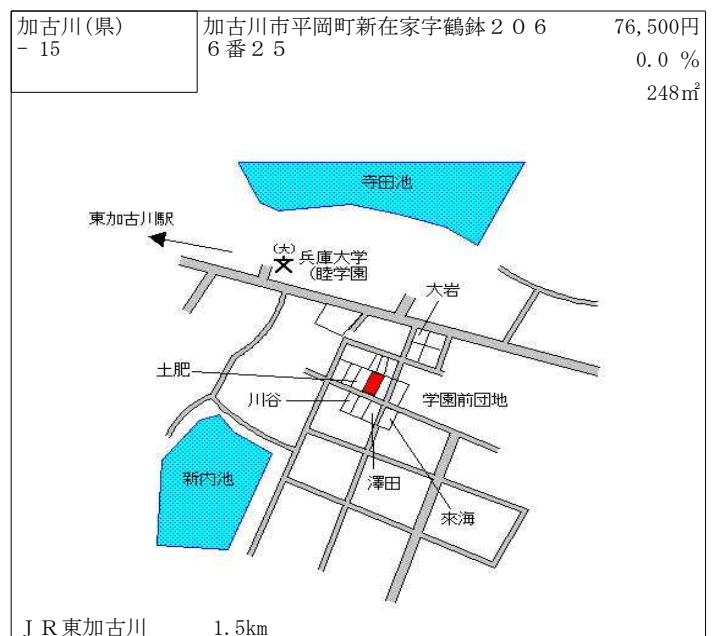 加古川(県)
- 15
加古川市平岡町新在家字鶴鉢２０６
６番２５
76,500円
0.0 %
248㎡
寺田池
東加古川駅
(大)
兵庫大学
(睦学園
大岩
土肥
川谷
学園前団地
新内池
澤田
來海
ＪＲ東加古川 1.5km